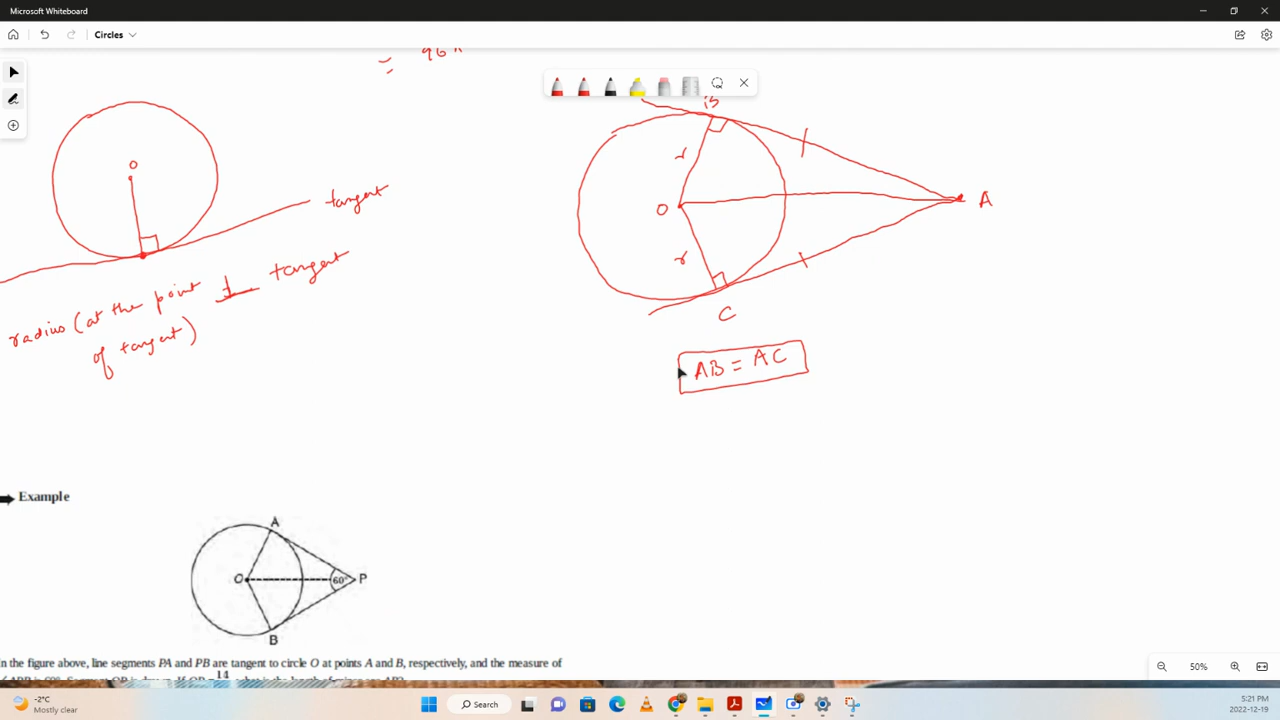 Microsoft Whiteboard
Circles
O
tangent
radius (at the point ⊥ tangent
of tangent)
B
r
O
A
r
C
AB = AC
Example
A
O
60°
P
B
In the figure above, line segments PA and PB are tangent to circle O at points A and B, respectively, and the measure of
14
50%
-2°C
Mostly clear
Search
5:21 PM
2022-12-19